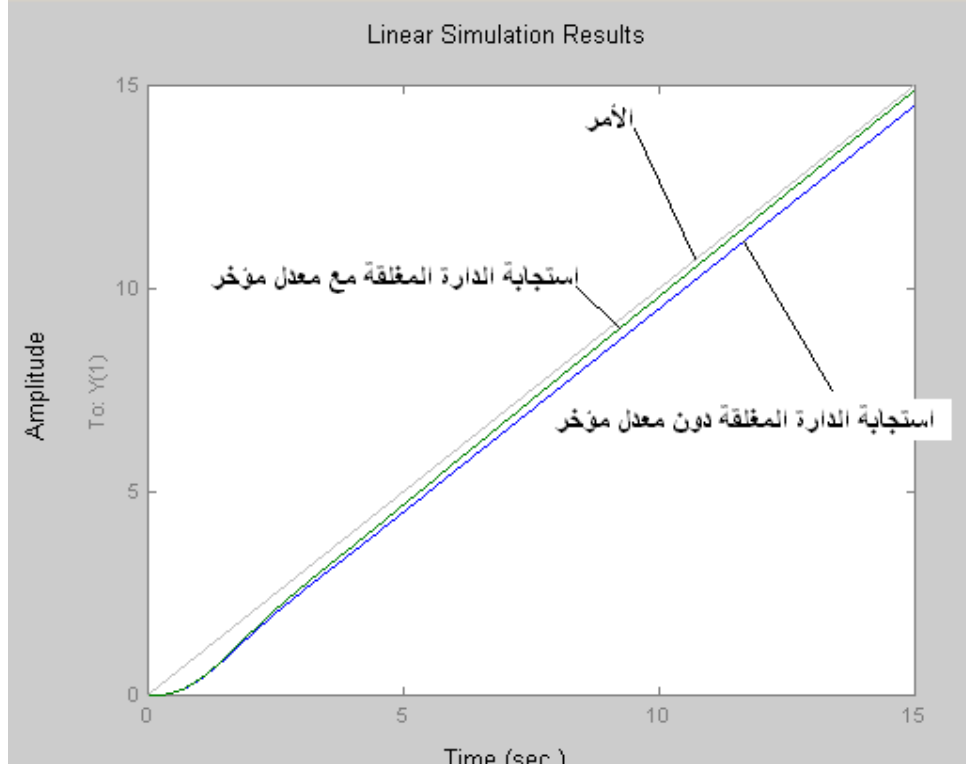 Linear Simulation Results
15
الأمر
استجابة الدارة المغلقة مع معدل مؤخر
10
Amplitude
To: Y(1)
استجابة الدارة المغلقة دون معدل مؤخر
5
0
0
5
10
15
Time (sec.)